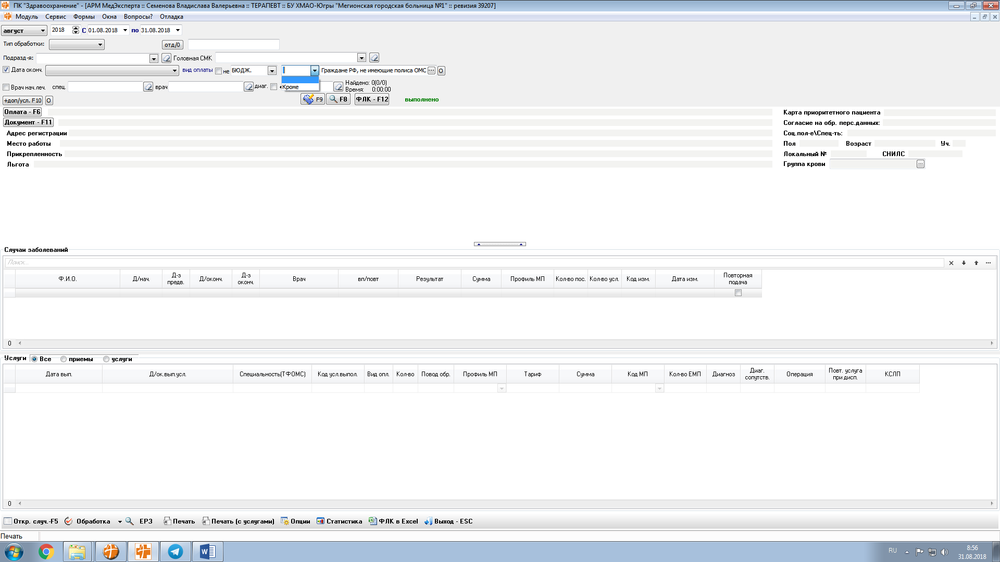 ПК "Здравоохранение" - [АРМ МедЭксперта :: Семенова Владислава Валерьевна :: ТЕРАПЕВТ :: БУ ХМАО-Югры "Мегионская городская больница №1" :: ревизия 39207]
Модуль Сервис Формы Окна Вопросы? Отладка
август 2018 С 01.08.2018 по 31.08.2018
Тип обработки: отд/0
Подразд-я: Головная СМК
Дата оконч. вид оплаты не БЮДЖ. Граждане РФ, не имеющие полиса ОМС ... О
Врач нач.леч. спец. врач диаг. Кроме Найдено: 0(0/0)
Время: 0:00:00
+доп/усл. F10 О F9 F8 ФЛК - F12 выполнено
Оплата - F6 Карта приоритетного пациента
Документ - F11 Согласие на обр. перс.данных:
Адрес регистрации Соц.пол-е\Спец-ть:
Место работы Пол Возраст Уч.
Прикрепленность Локальный № СНИЛС
Льгота Группа крови ...
Случаи заболеваний
Поиск...
Ф.И.О. Д/нач. Д-з предв. Д/оконч. Д-з оконч. Врач вп/повт Результат Сумма Профиль МП Кол-во пос. Кол-во усл. Код изм. Дата изм. Повторная подача
0
Услуги Все приемы услуги
Дата вып. Д/ок.вып.усл. Специальность(ТФОМС) Код усл.выпол. Вид опл. Кол-во Повод обр. Профиль МП Тариф Сумма Код МП Кол-во ЕМП Диагноз Диаг. сопутств. Операция Повт. услуга при дисп. КСЛП
0
Откр. случ.-F5 Обработка ЕРЗ Печать Печать (с услугами) Опции Статистика ФЛК в Excel Выход - ESC
Печать
RU 8:56
31.08.2018